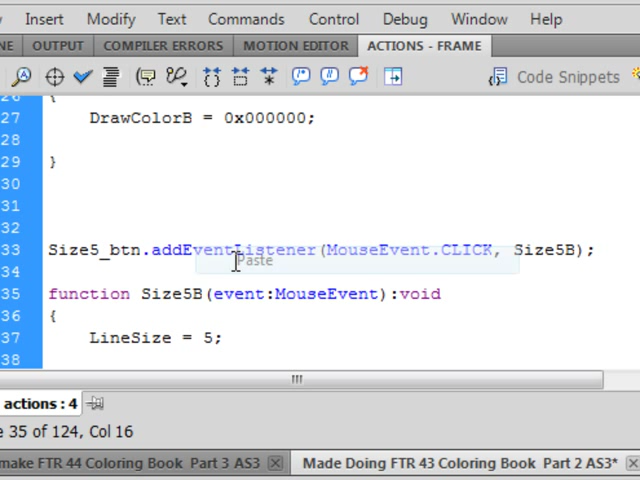 Insert Modify Text Commands Control Debug Window Help
NE OUTPUT COMPILER ERRORS MOTION EDITOR ACTIONS - FRAME
Code Snippets
26 {
27 DrawColorB = 0x000000;
28
29 }
30
31
32
33 Size5_btn.addEventListener(MouseEvent.CLICK, Size5B);
Paste
34
35 function Size5B(event:MouseEvent):void
36 {
37 LineSize = 5;
38
actions : 4
e 35 of 124, Col 16
make FTR 44 Coloring Book Part 3 AS3 Made Doing FTR 43 Coloring Book Part 2 AS3*